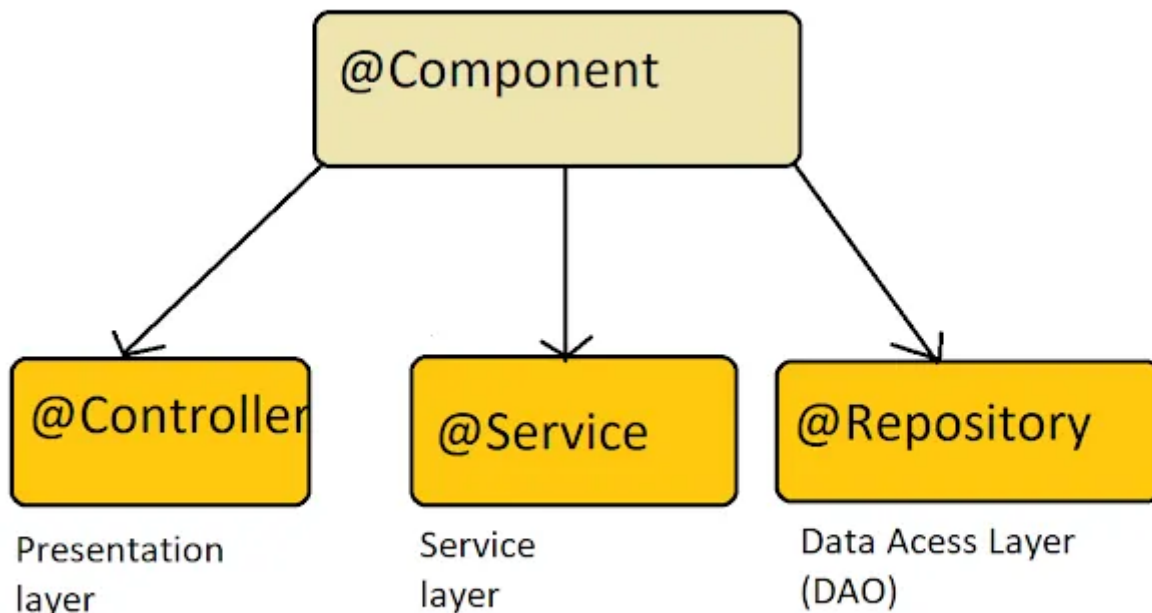 @Component
@Controller
@Service
@Repository
Presentation
layer
Service
layer
Data Acess Layer
(DAO)